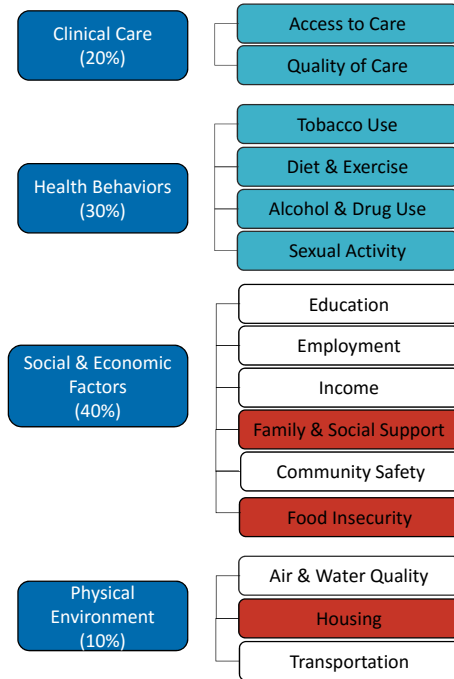 Clinical Care
(20%)
Access to Care
Quality of Care
Health Behaviors
(30%)
Tobacco Use
Diet & Exercise
Alcohol & Drug Use
Sexual Activity
Social & Economic
Factors
(40%)
Education
Employment
Income
Family & Social Support
Community Safety
Food Insecurity
Physical
Environment
(10%)
Air & Water Quality
Housing
Transportation